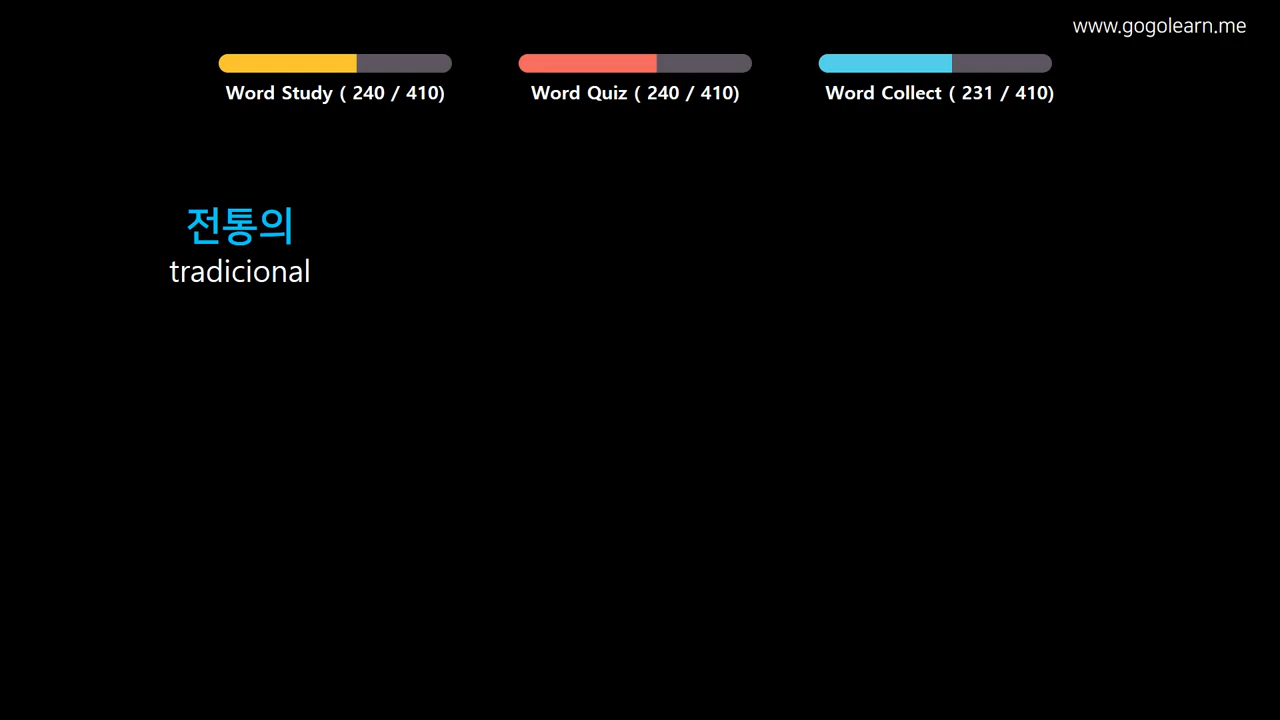 www.gogolearn.me
Word Study ( 240 / 410)
Word Quiz ( 240 / 410)
Word Collect ( 231 / 410)
전통의
tradicional